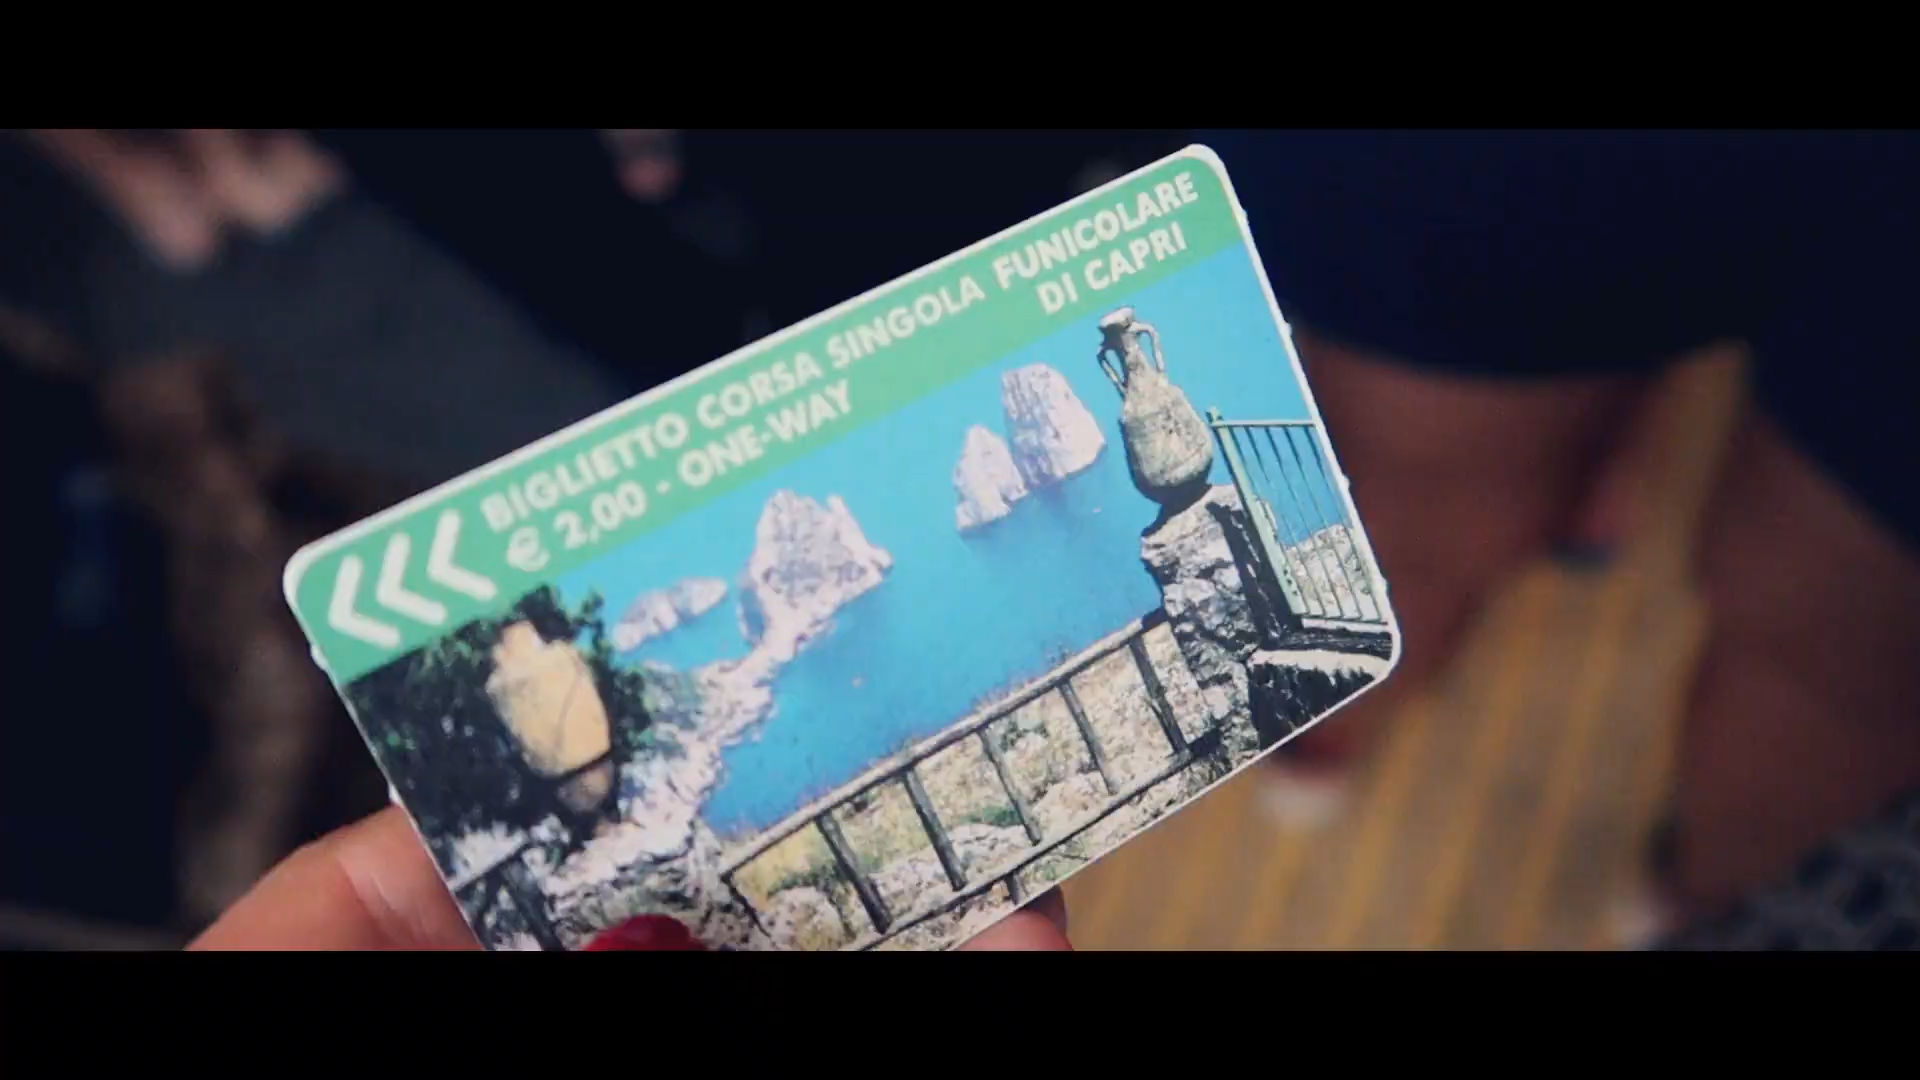 BIGLIETTO CORSA SINGOLA FUNICOLARE
€ 2,00 - ONE-WAY DI CAPRI